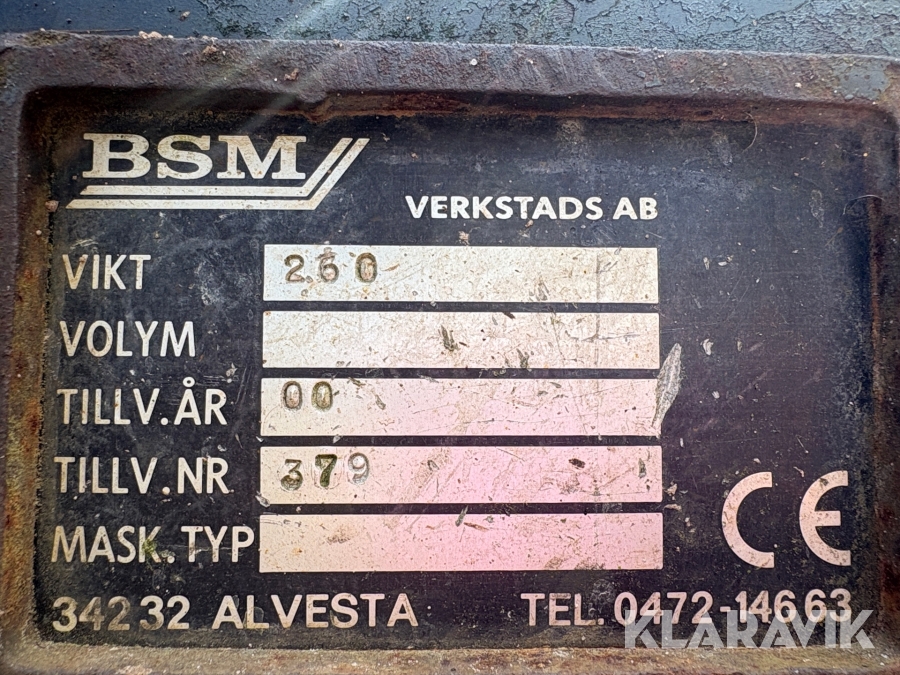 BSM
VERKSTADS AB
VIKT 260
VOLYM
TILLV.ÅR 00
TILLV.NR 379
MASK.TYP
34232 ALVESTA TEL. 0472-14663
KLARAVIK